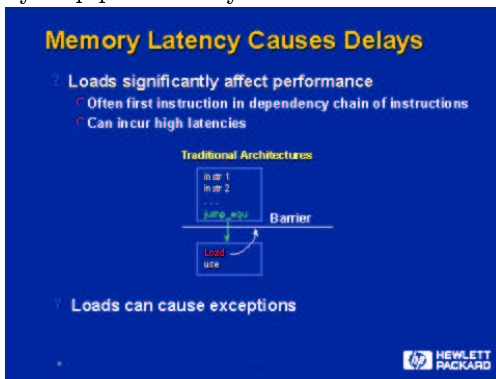 Memory Latency Causes Delays
? Loads significantly affect performance
Often first instruction in dependency chain of instructions
Can incur high latencies
Traditional Architectures
instr 1
instr 2
. . .
jump_equ
Barrier
Load
use
? Loads can cause exceptions
hp HEWLETT
PACKARD